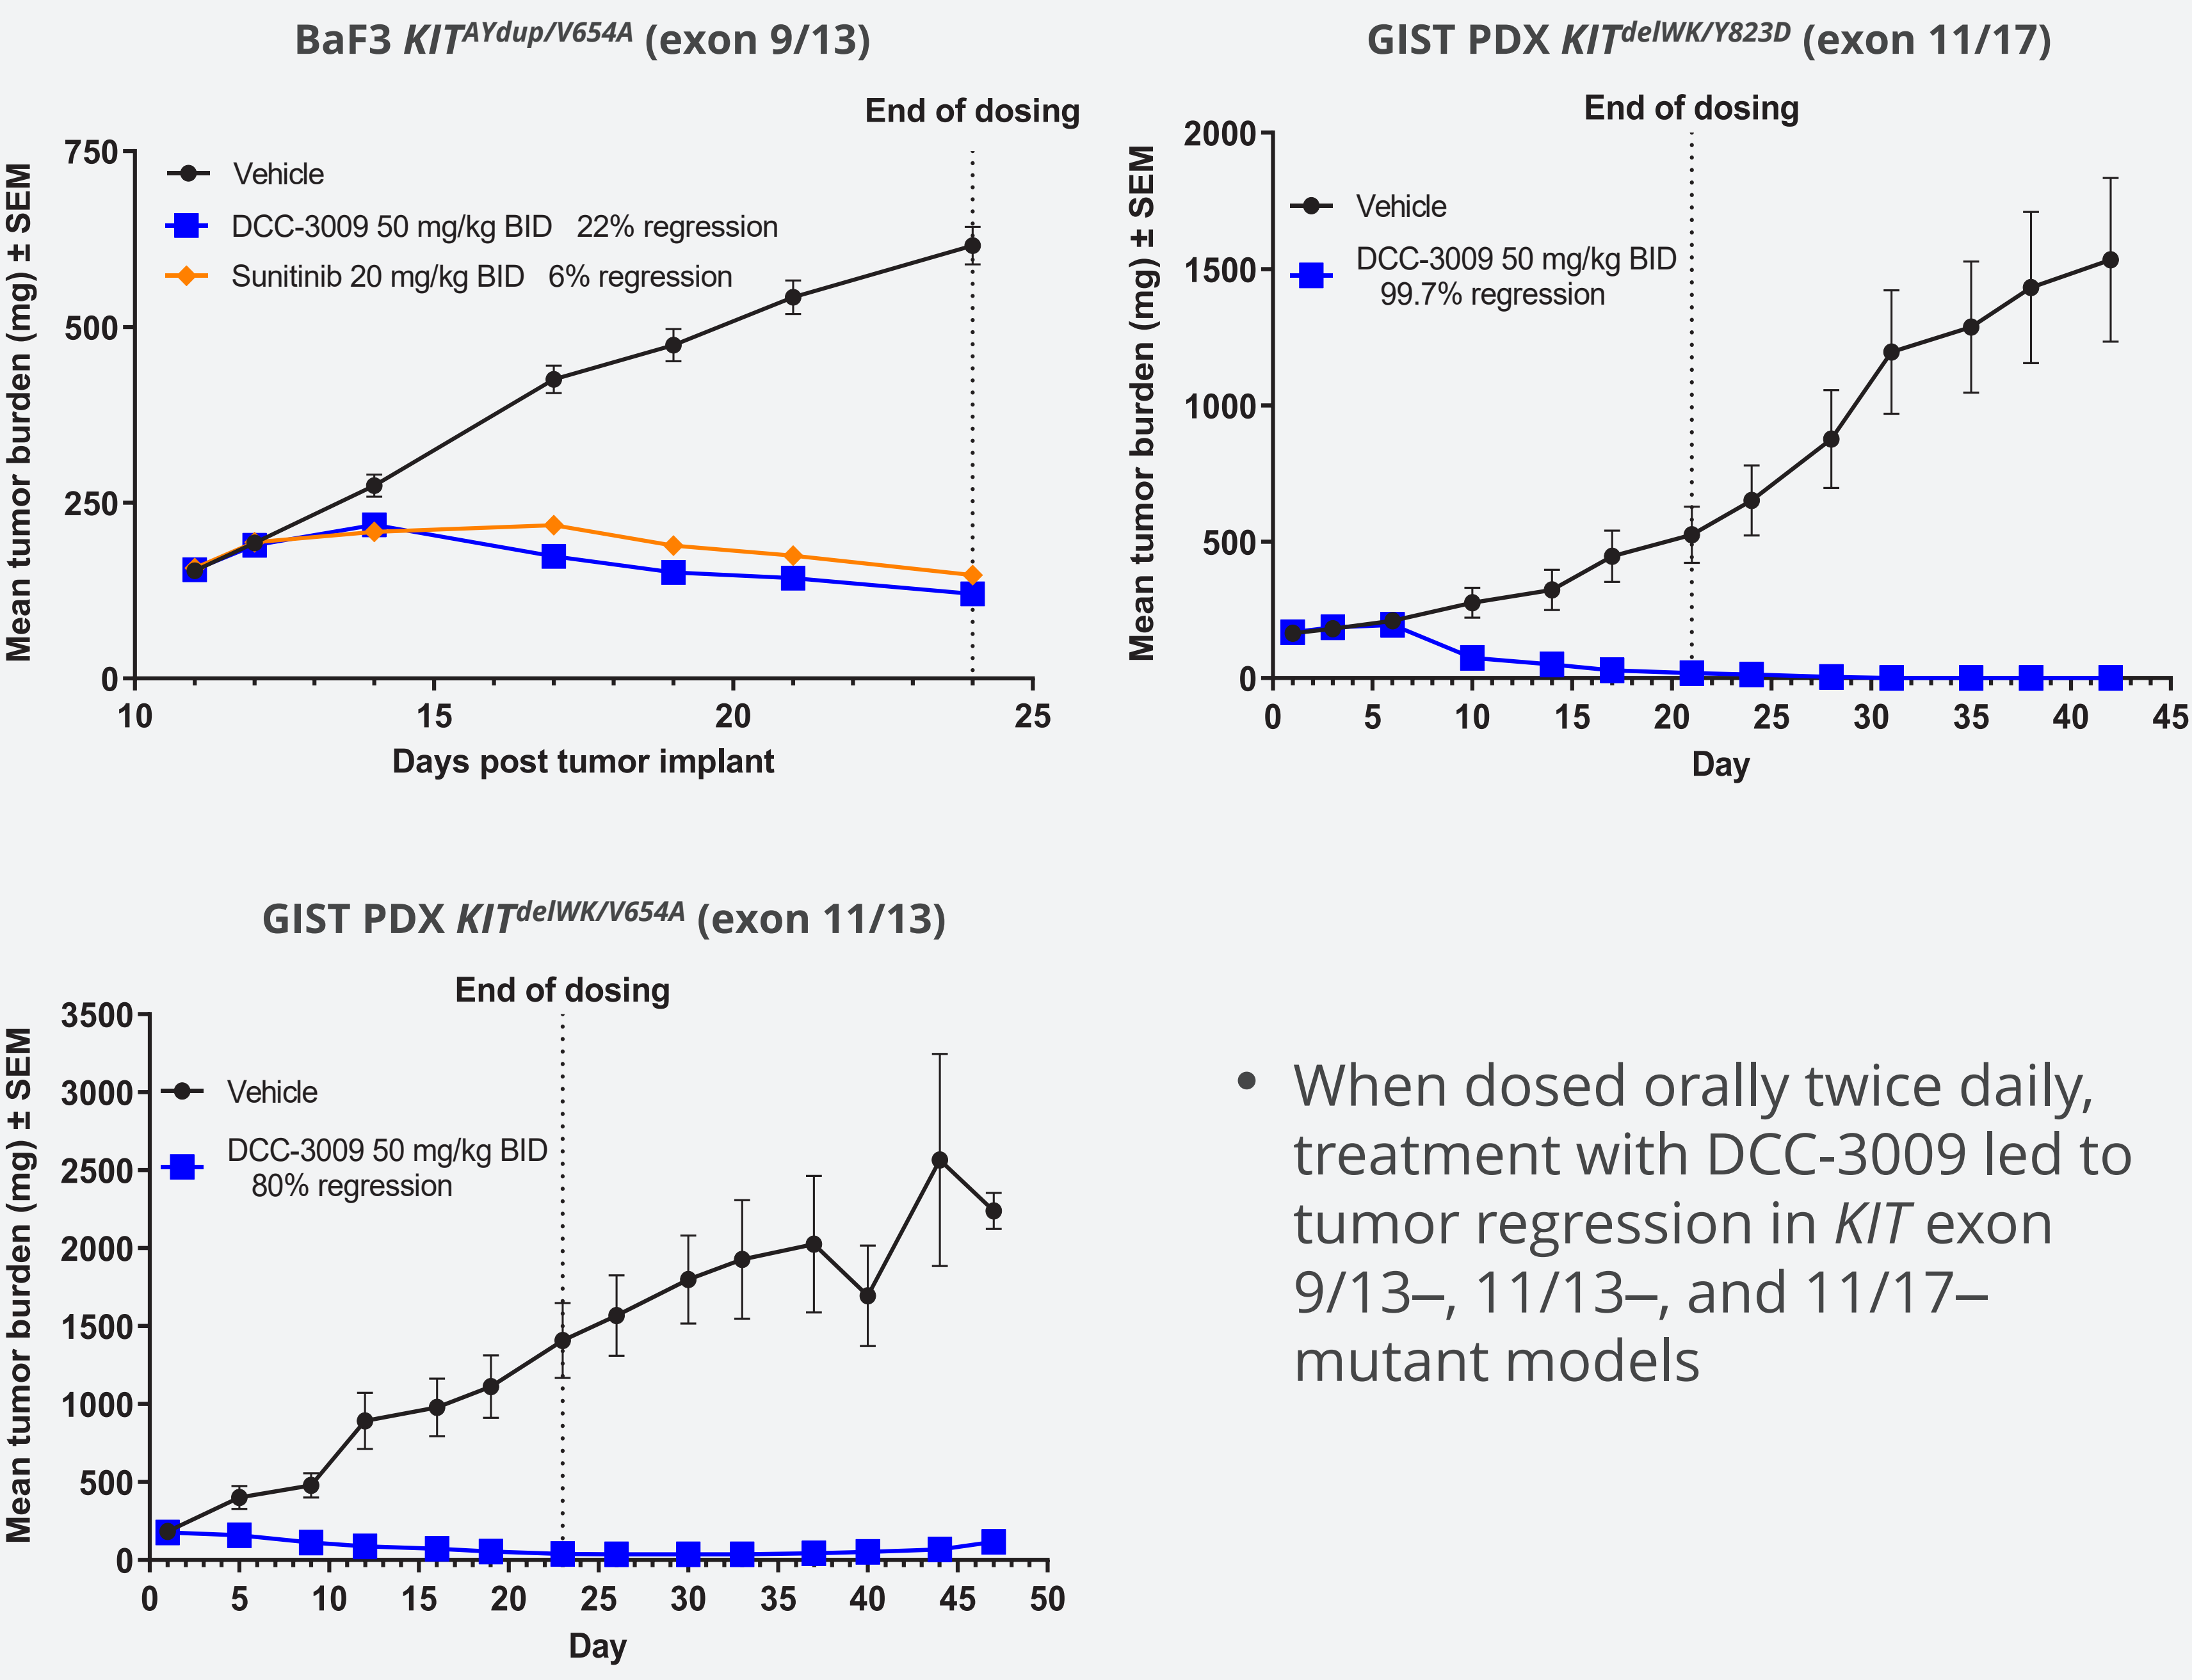 BaF3 KIT^AYdup/V654A (exon 9/13)
End of dosing
750
500
250
0
Mean tumor burden (mg) ± SEM
Vehicle
DCC-3009 50 mg/kg BID 22% regression
Sunitinib 20 mg/kg BID 6% regression
10 15 20 25
Days post tumor implant
GIST PDX KIT^delWK/Y823D (exon 11/17)
End of dosing
2000
1500
1000
500
0
Mean tumor burden (mg) ± SEM
Vehicle
DCC-3009 50 mg/kg BID
99.7% regression
0 5 10 15 20 25 30 35 40 45
Day
GIST PDX KIT^delWK/V654A (exon 11/13)
End of dosing
3500
3000
2500
2000
1500
1000
500
0
Mean tumor burden (mg) ± SEM
Vehicle
DCC-3009 50 mg/kg BID
80% regression
0 5 10 15 20 25 30 35 40 45 50
Day
• When dosed orally twice daily,
treatment with DCC-3009 led to
tumor regression in KIT exon
9/13–, 11/13–, and 11/17–
mutant models